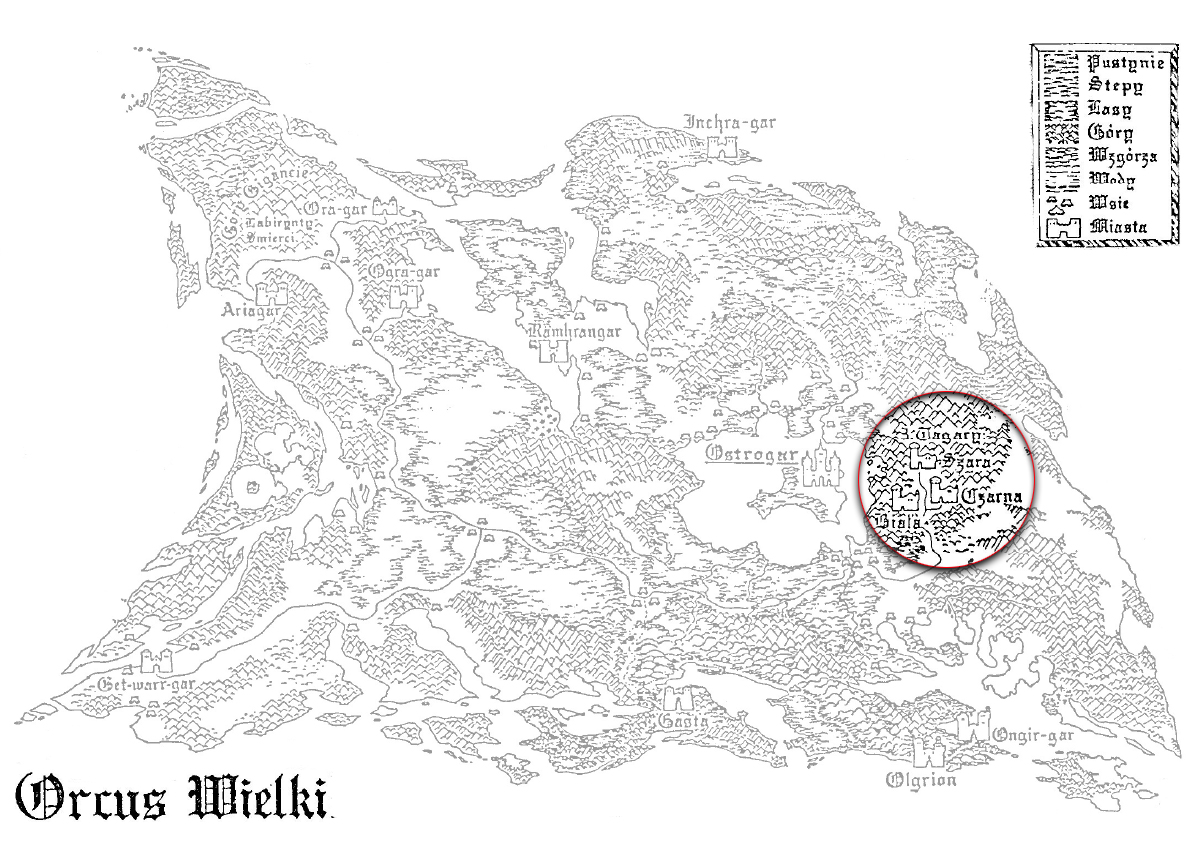 Inchra-gar
Pustynie
Stepy
Lasy
Góry
Wzgórza
Wody
Wsie
Miasta
Gigancie
Ora-gar
Labirynty
Śmierci
Ogra-gar
Ariagar
Ramhrangar
Ostrogar
Tagary
Szara
Czarna
Biała
Get-warr-gar
Gasta
Ongir-gar
Olgrion
Orcus Wielki